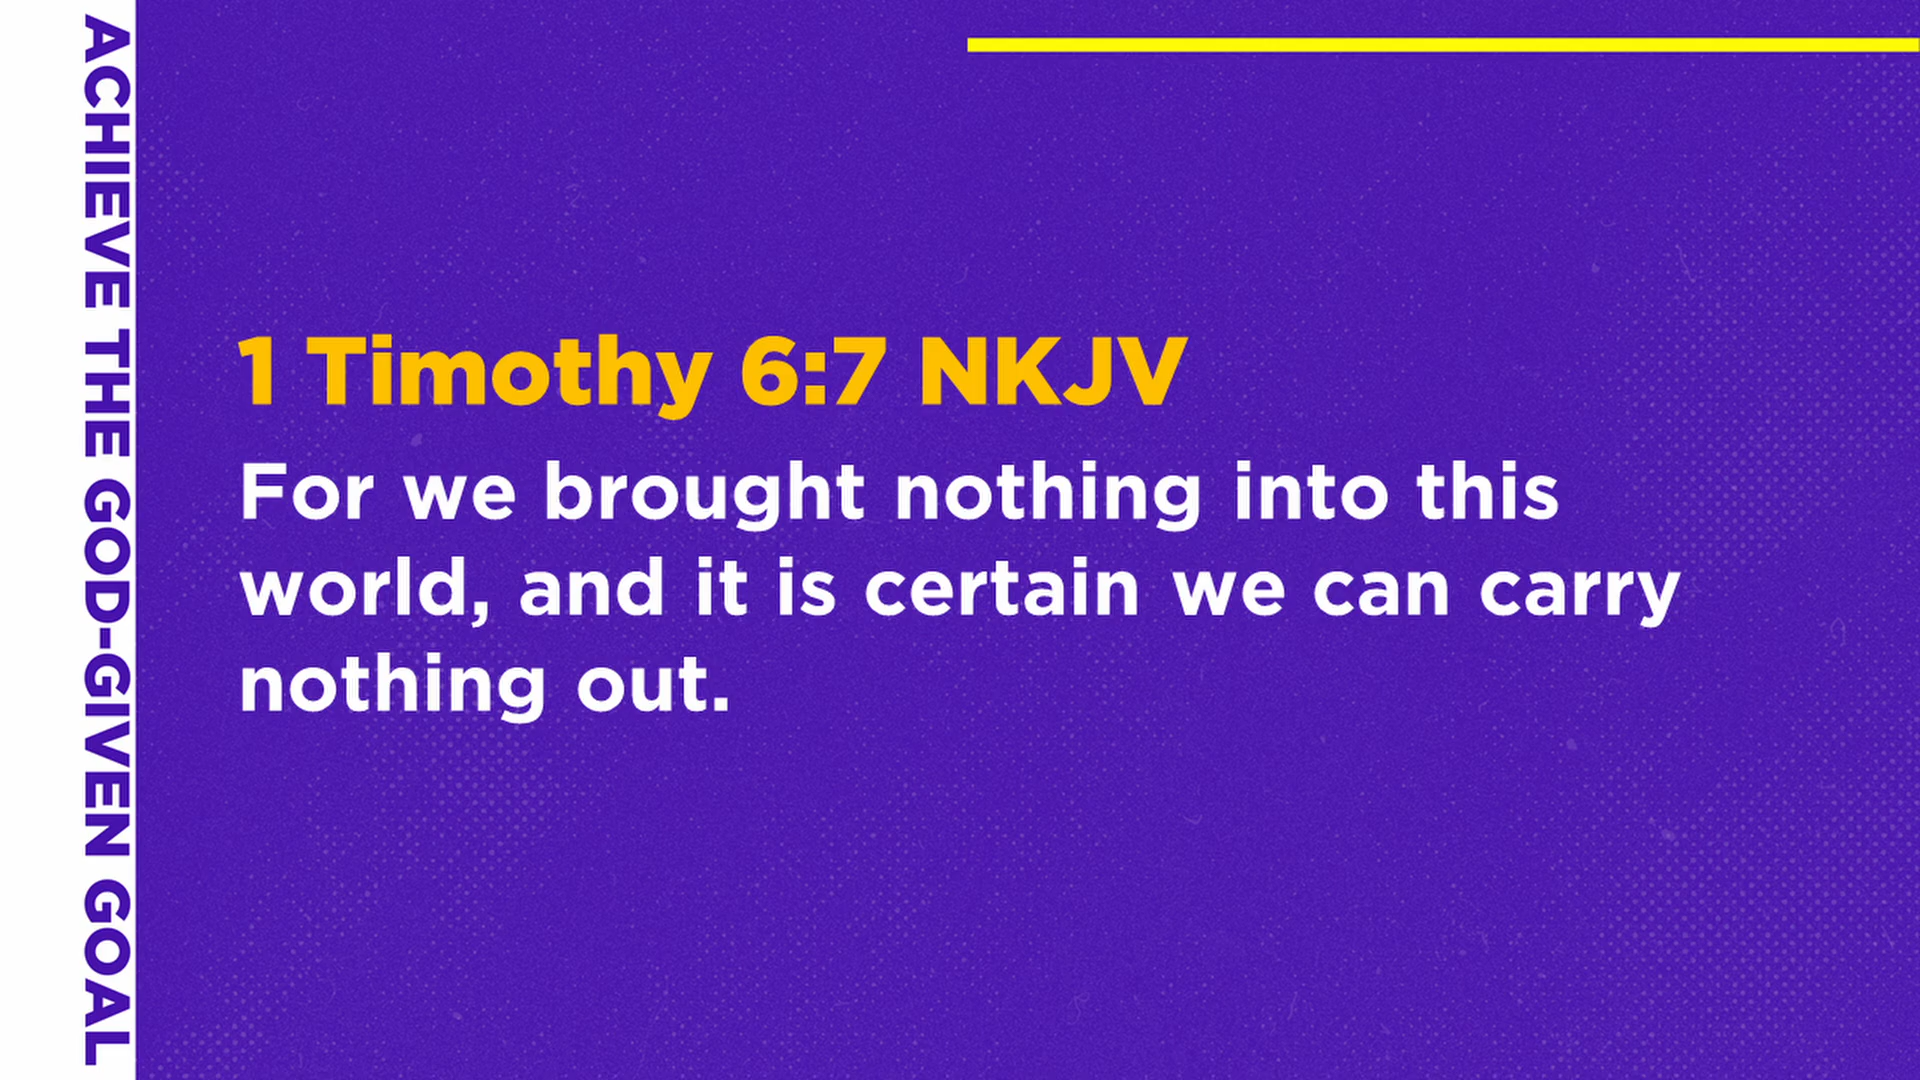 ACHIEVE THE GOD-GIVEN GOAL
1 Timothy 6:7 NKJV
For we brought nothing into this
world, and it is certain we can carry
nothing out.